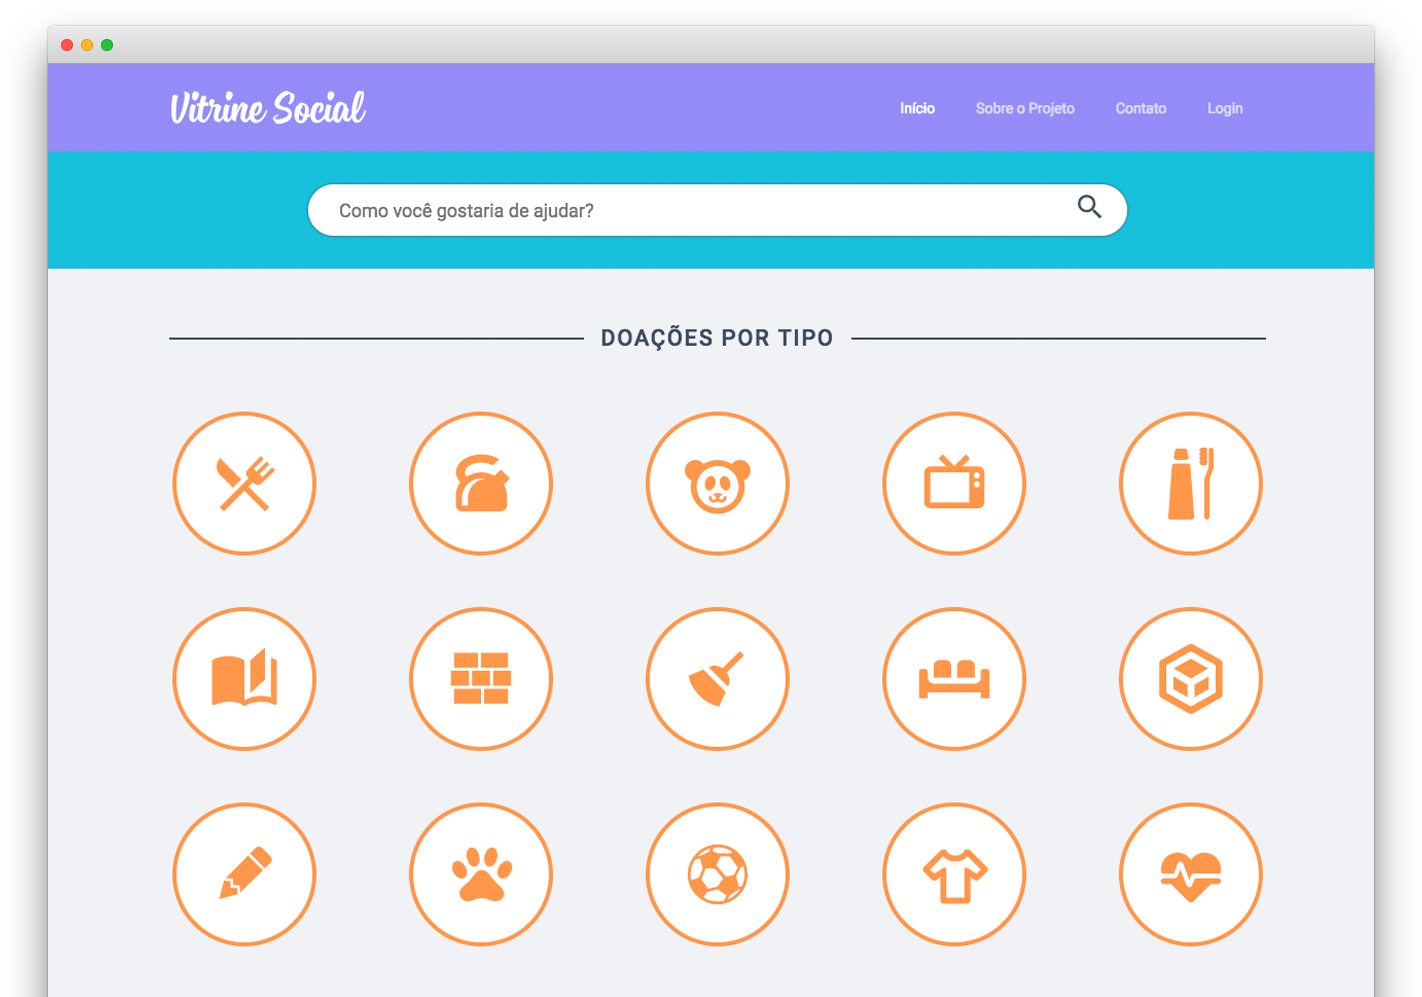 Vitrine Social
Início Sobre o Projeto Contato Login
Como você gostaria de ajudar?
DOAÇÕES POR TIPO